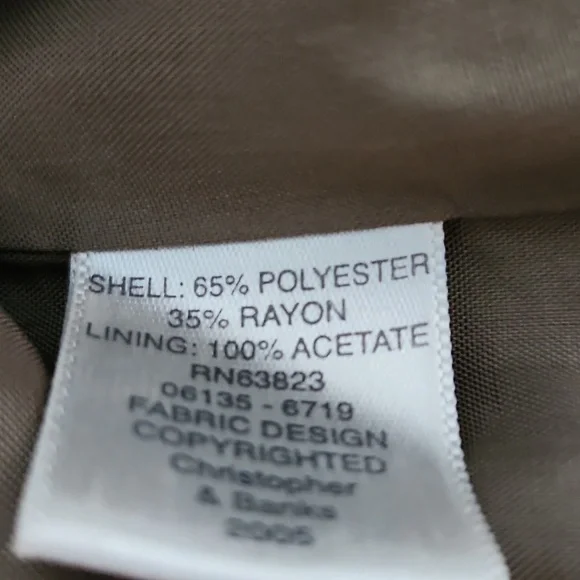 SHELL: 65% POLYESTER
35% RAYON
LINING: 100% ACETATE
RN63823
06135 - 6719
FABRIC DESIGN
COPYRIGHTED
Christopher
& Banks
2005